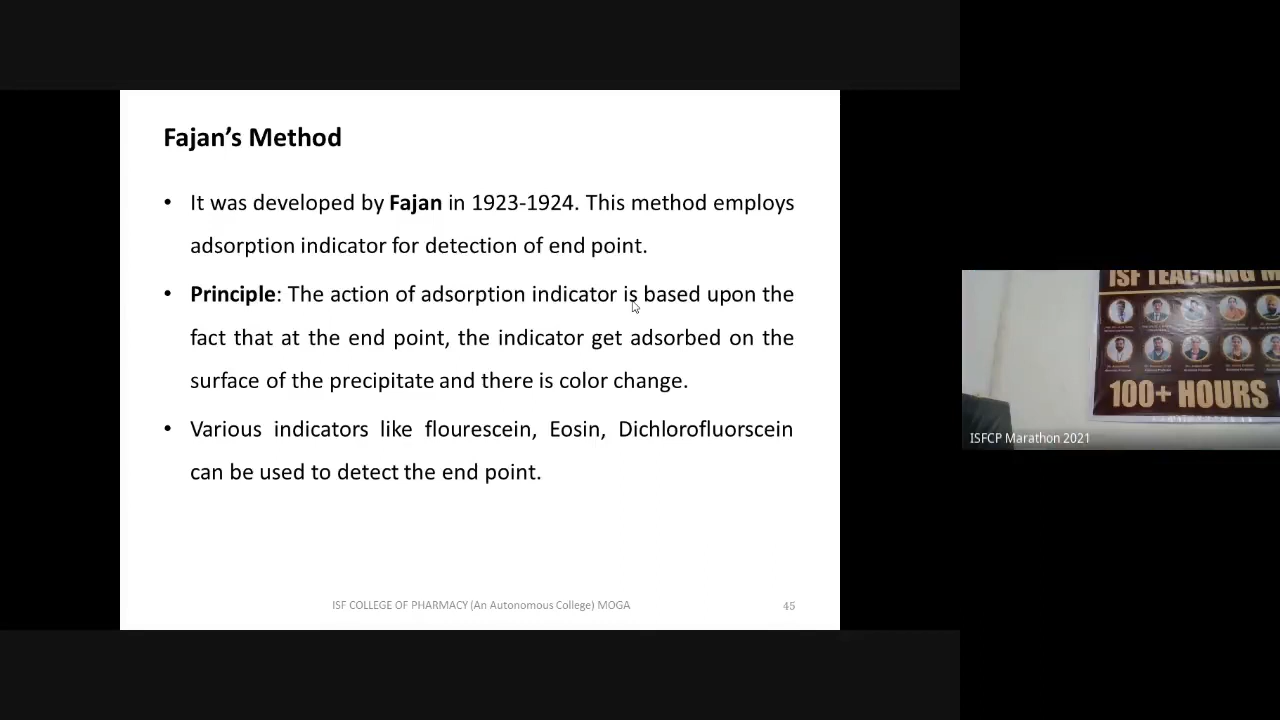 Fajan’s Method
• It was developed by Fajan in 1923-1924. This method employs
adsorption indicator for detection of end point.
• Principle: The action of adsorption indicator is based upon the
fact that at the end point, the indicator get adsorbed on the
surface of the precipitate and there is color change.
• Various indicators like flourescein, Eosin, Dichlorofluorscein
can be used to detect the end point.
ISF COLLEGE OF PHARMACY (An Autonomous College) MOGA
45
ISF TEACHING M
100+ HOURS
ISFCP Marathon 2021